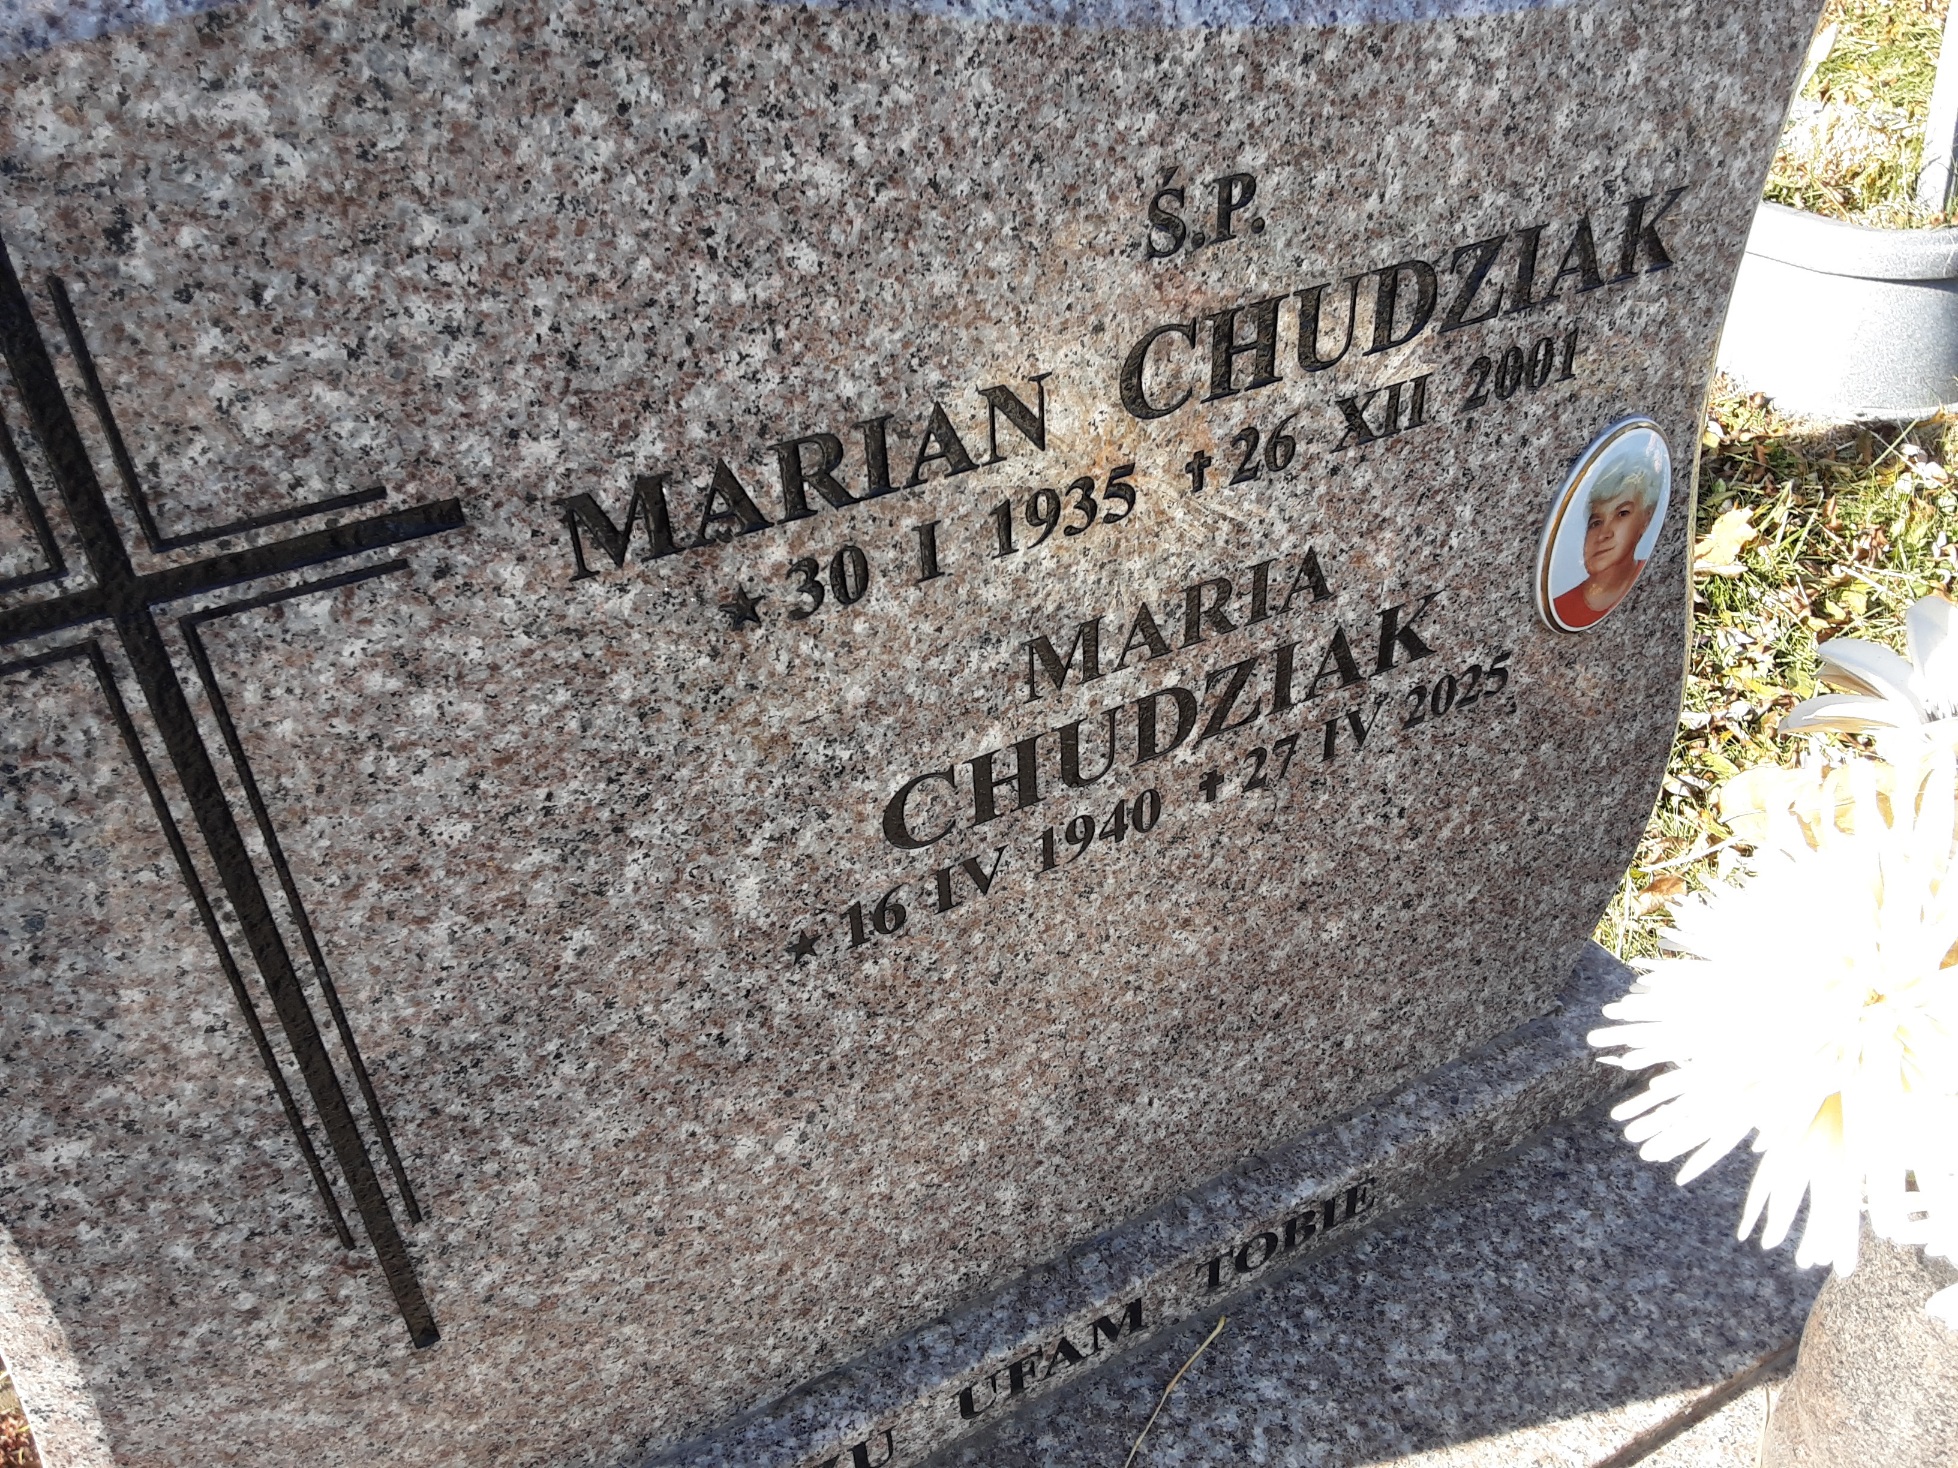 Ś.P.
MARIAN CHUDZIAK
★ 30 I 1935 ✝ 26 XII 2001
MARIA
CHUDZIAK
★ 16 IV 1940 ✝ 27 IV 2025
UFAM TOBIE